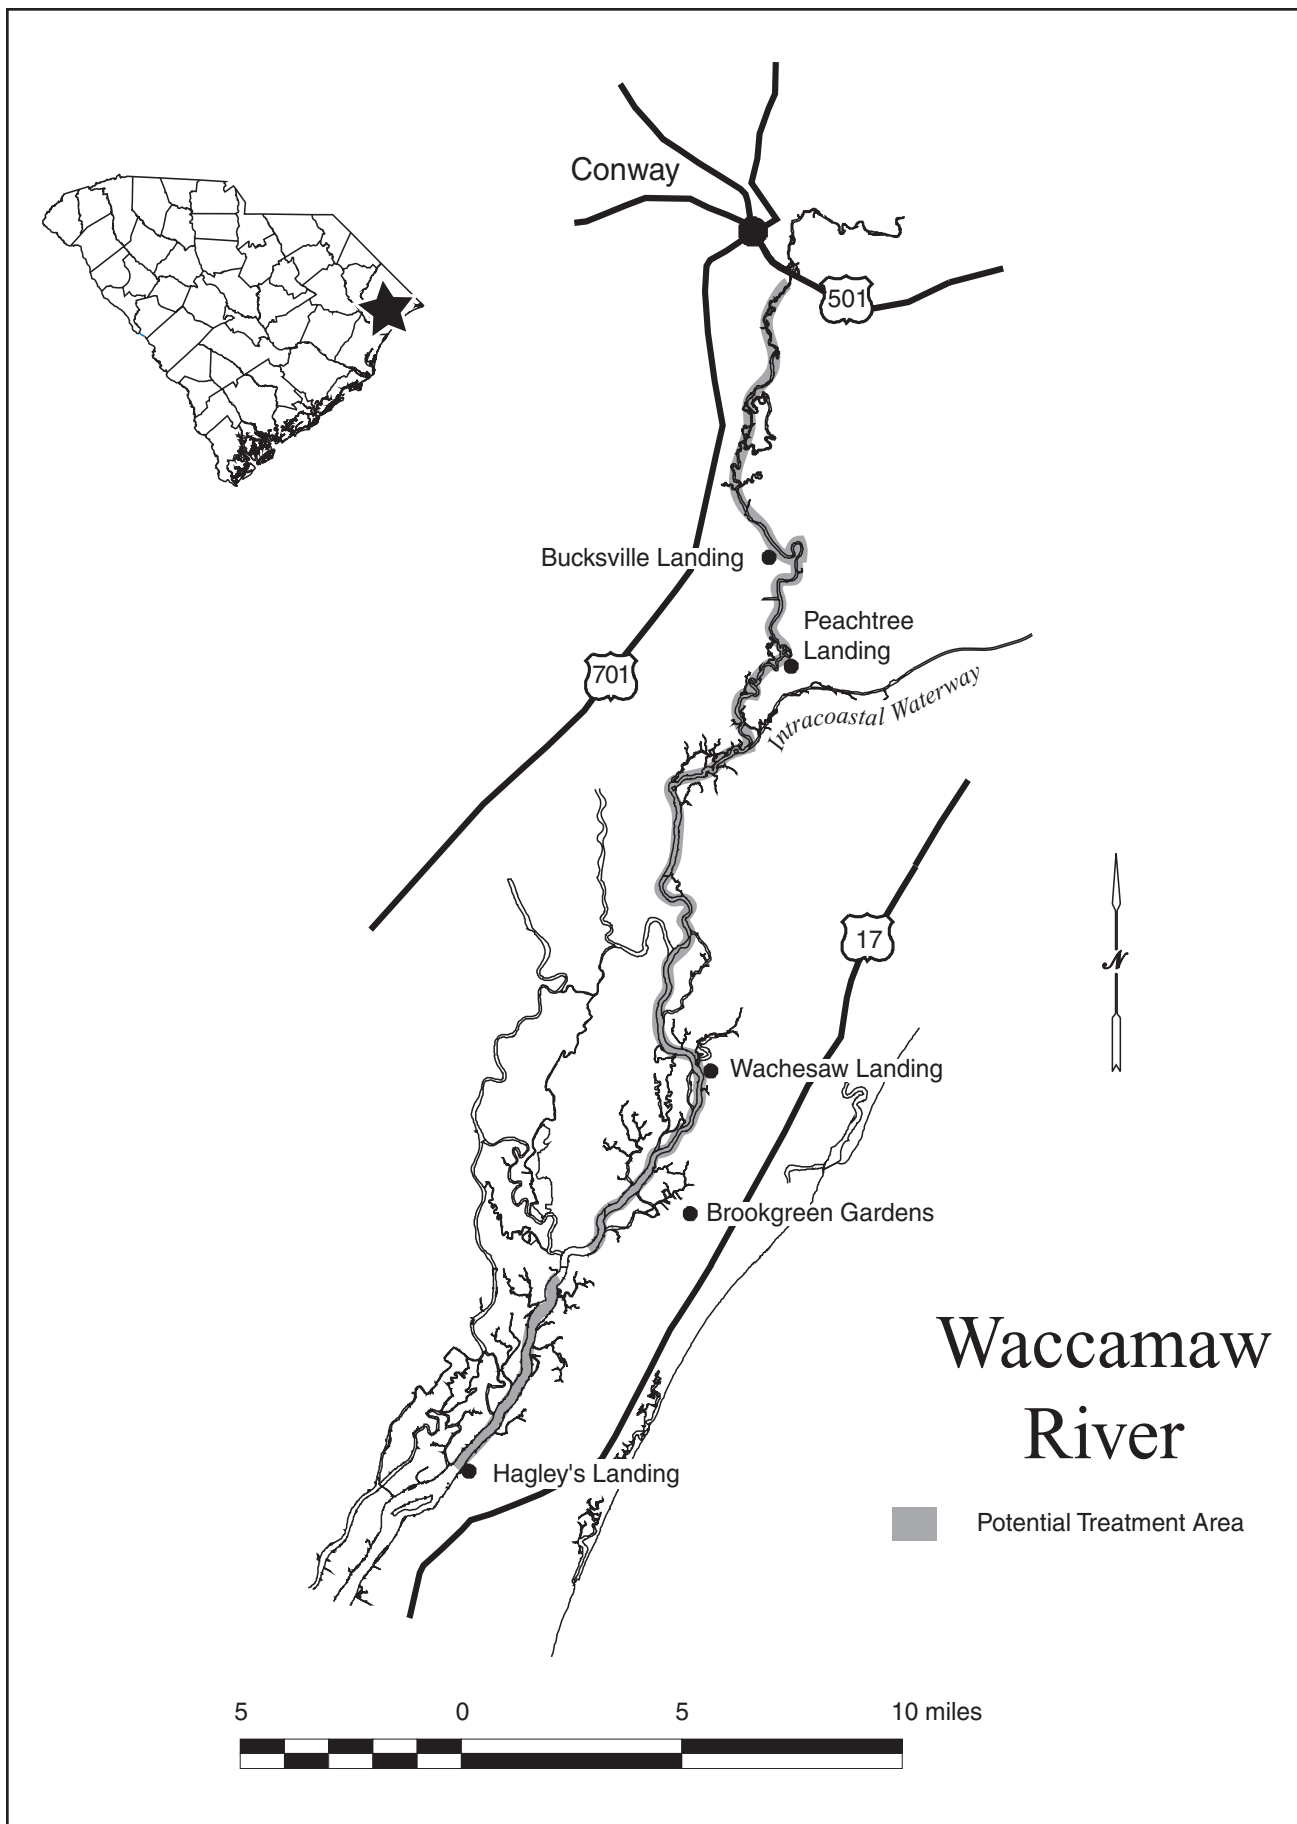 Conway
501
Bucksville Landing
Peachtree
Landing
701
Intracoastal Waterway
17
N
Wachesaw Landing
Brookgreen Gardens
Waccamaw
River
Hagley's Landing
Potential Treatment Area
5 0 5 10 miles